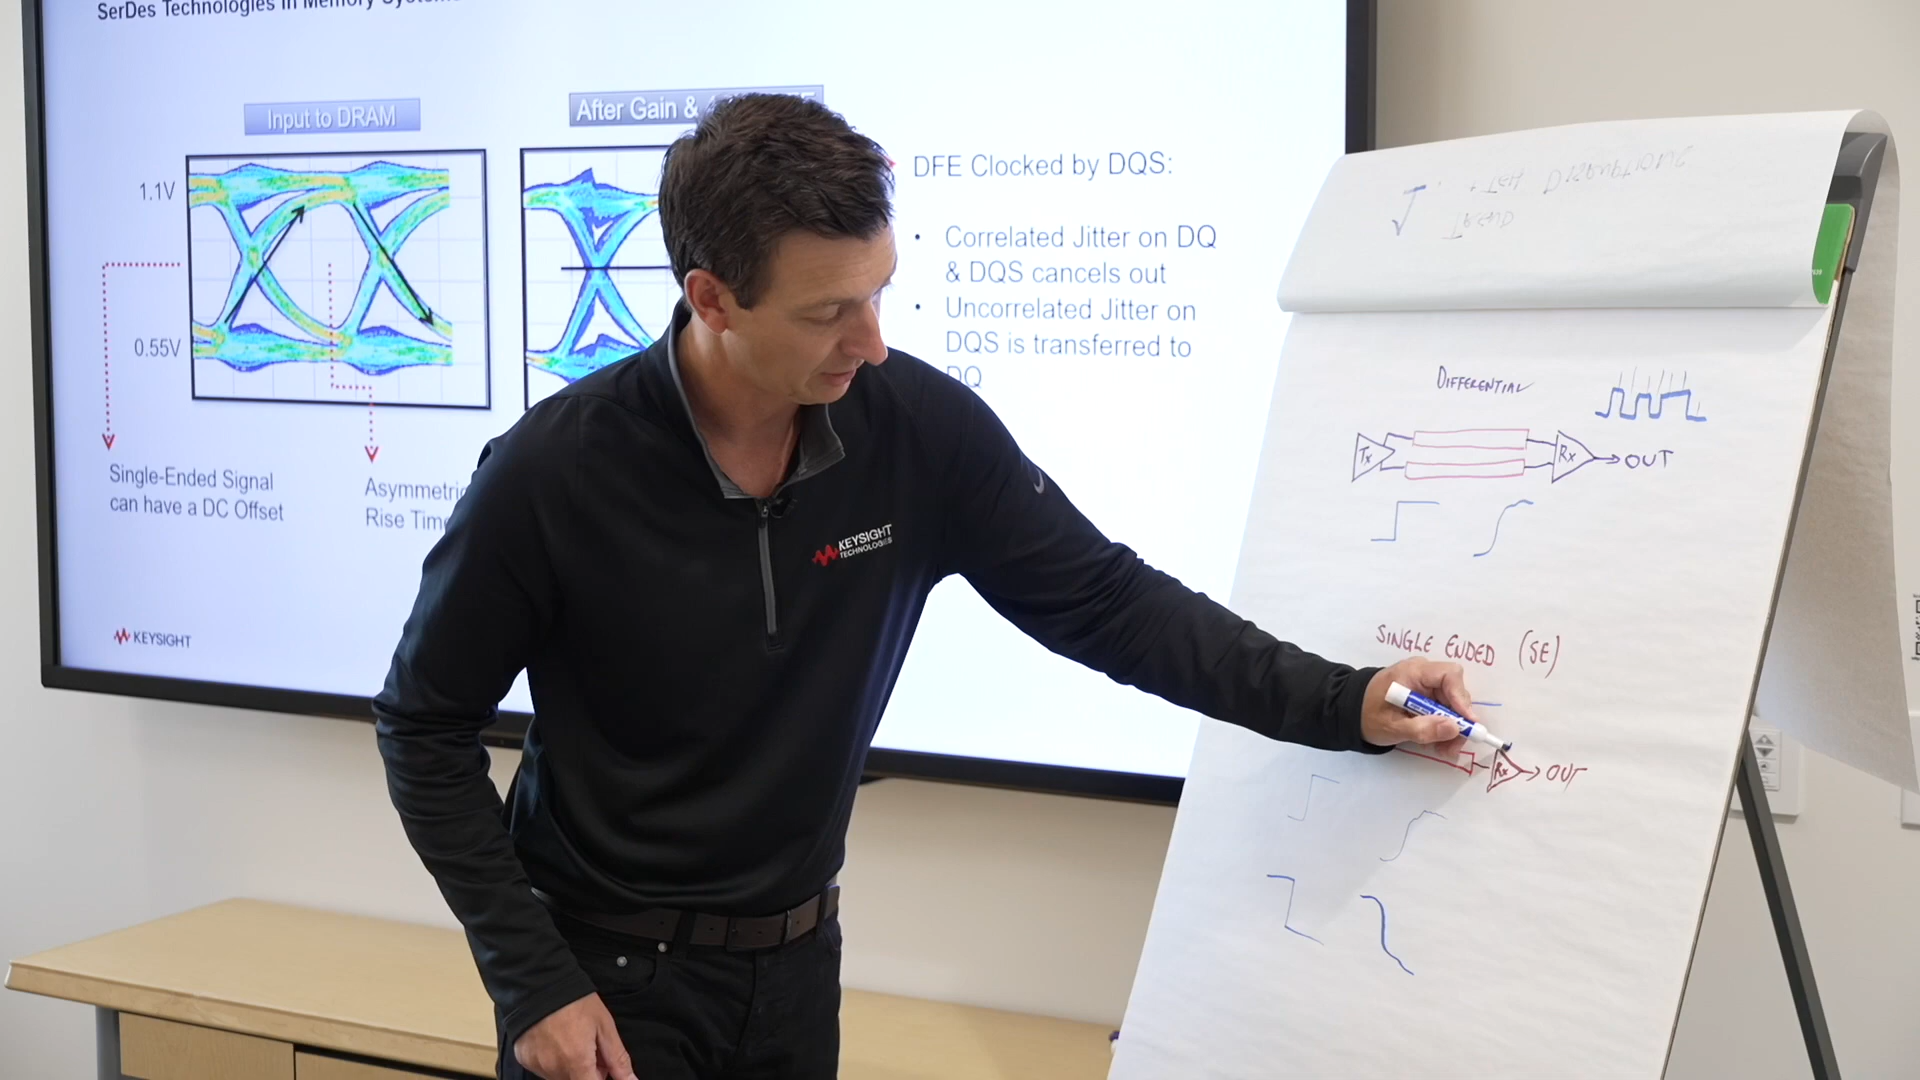 SerDes Technologies in Memory Systems
Input to DRAM
After Gain &
1.1V
0.55V
Single-Ended Signal
can have a DC Offset
Asymmetric
Rise Time
DFE Clocked by DQS:
• Correlated Jitter on DQ
& DQS cancels out
• Uncorrelated Jitter on
DQS is transferred to
DQ
KEYSIGHT
KEYSIGHT
TECHNOLOGIES
DIFFERENTIAL
Tx
Rx
OUT
SINGLE ENDED (SE)
Rx
OUT